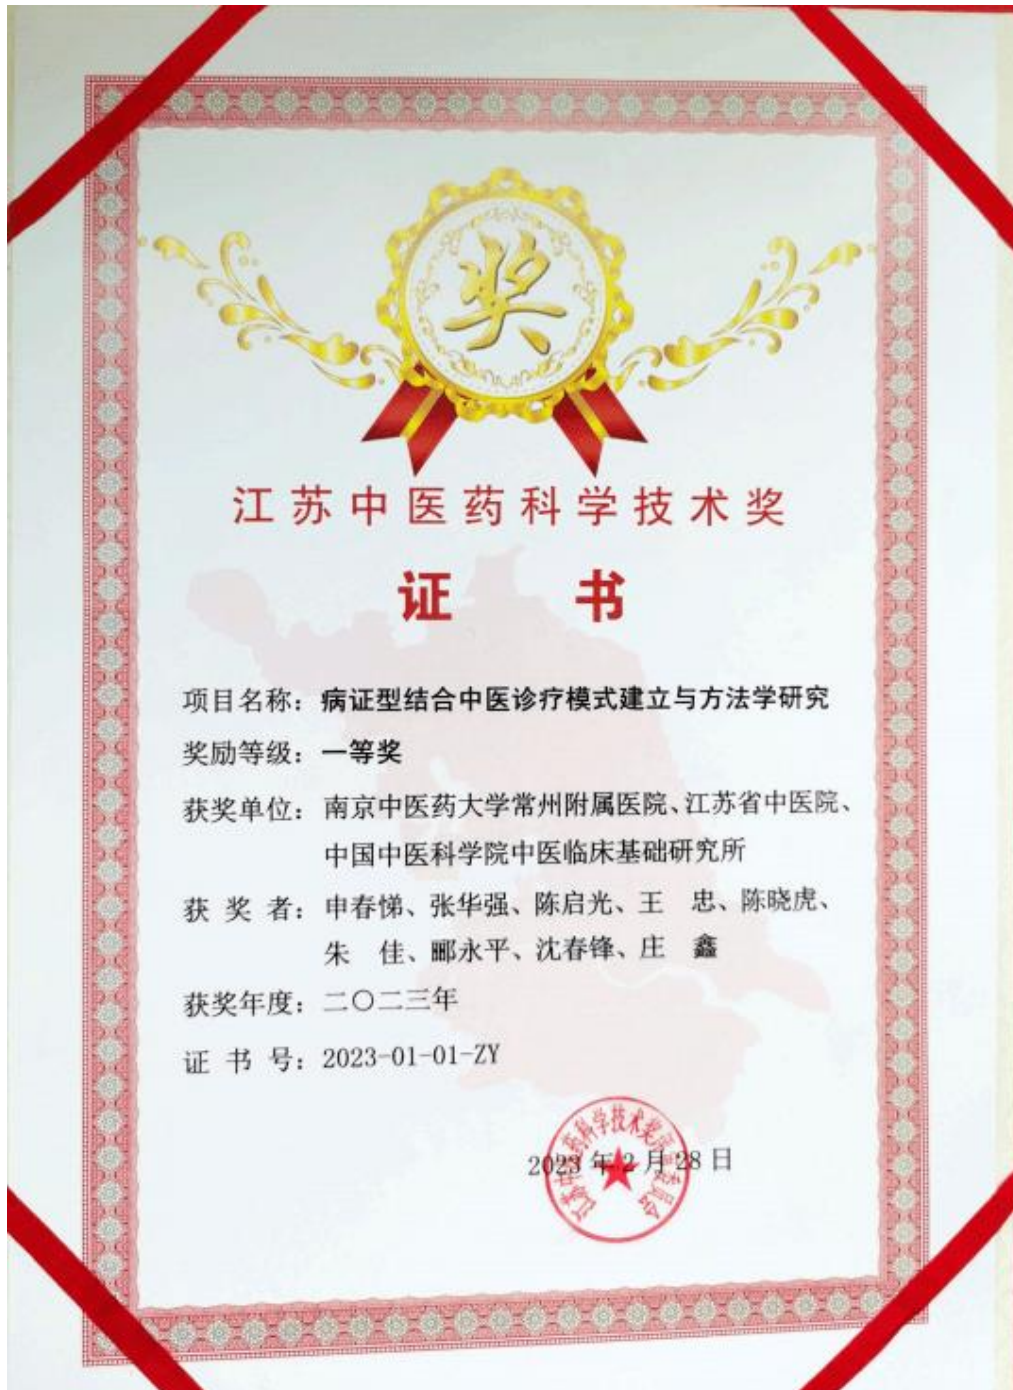 奖
江苏中医药科学技术奖
证 书
项目名称：病证型结合中医诊疗模式建立与方法学研究
奖励等级：一等奖
获奖单位：南京中医药大学常州附属医院、江苏省中医院、
中国中医科学院中医临床基础研究所
获 奖 者：申春悌、张华强、陈启光、王　忠、陈晓虎、
朱　佳、郦永平、沈春锋、庄　鑫
获奖年度：二〇二三年
证 书 号：2023-01-01-ZY
2023 年 2 月 28 日